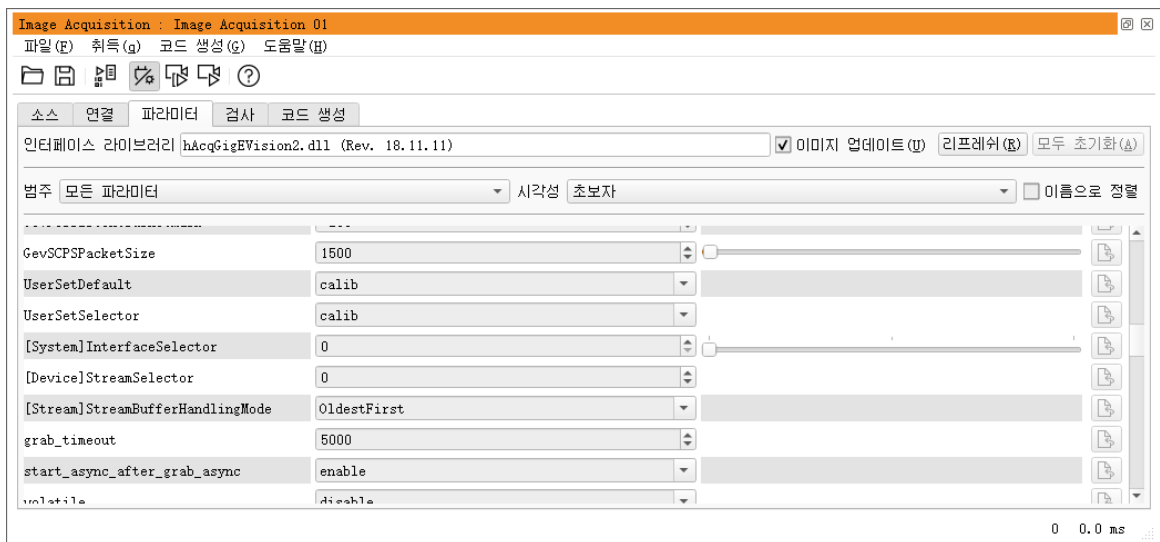 Image Acquisition : Image Acquisition 01
파일(F) 취득(g) 코드 생성(G) 도움말(H)
소스 연결 파라미터 검사 코드 생성
인터페이스 라이브러리 hAcqGigEVision2.dll (Rev. 18.11.11) 이미지 업데이트(U) 리프레쉬(R) 모두 초기화(A)
범주 모든 파라미터 시각성 초보자 이름으로 정렬
GevSCPSPacketSize 1500
UserSetDefault calib
UserSetSelector calib
[System]InterfaceSelector 0
[Device]StreamSelector 0
[Stream]StreamBufferHandlingMode OldestFirst
grab_timeout 5000
start_async_after_grab_async enable
volatile disable
0 0.0 ms